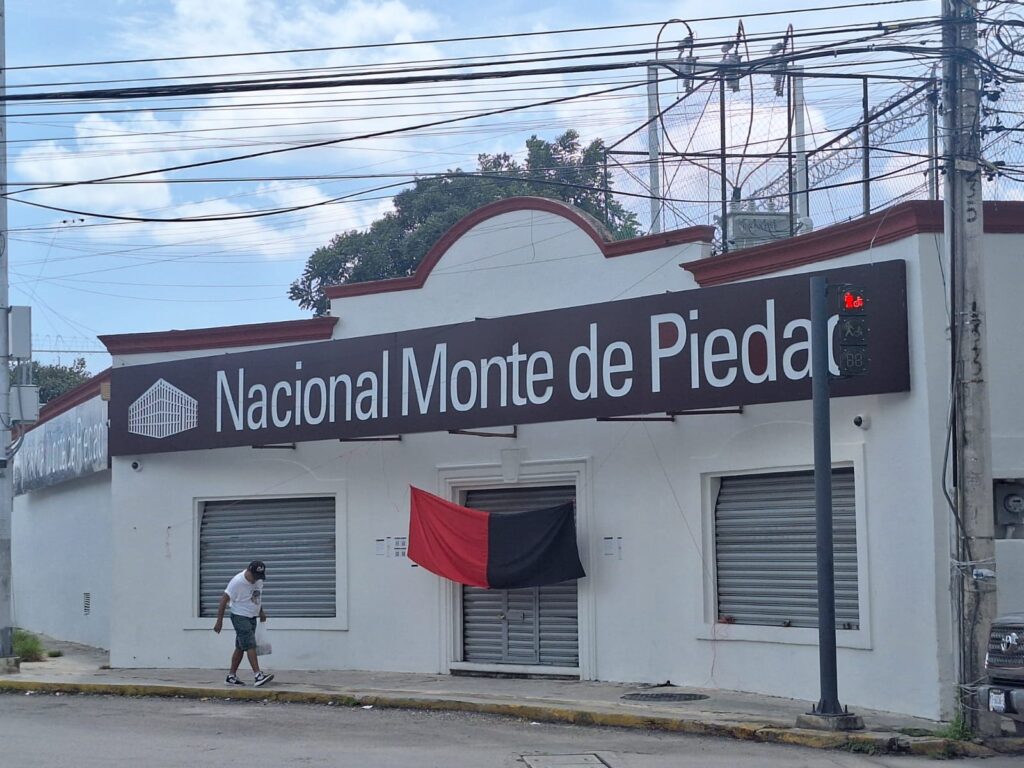 Nacional Monte de Piedad